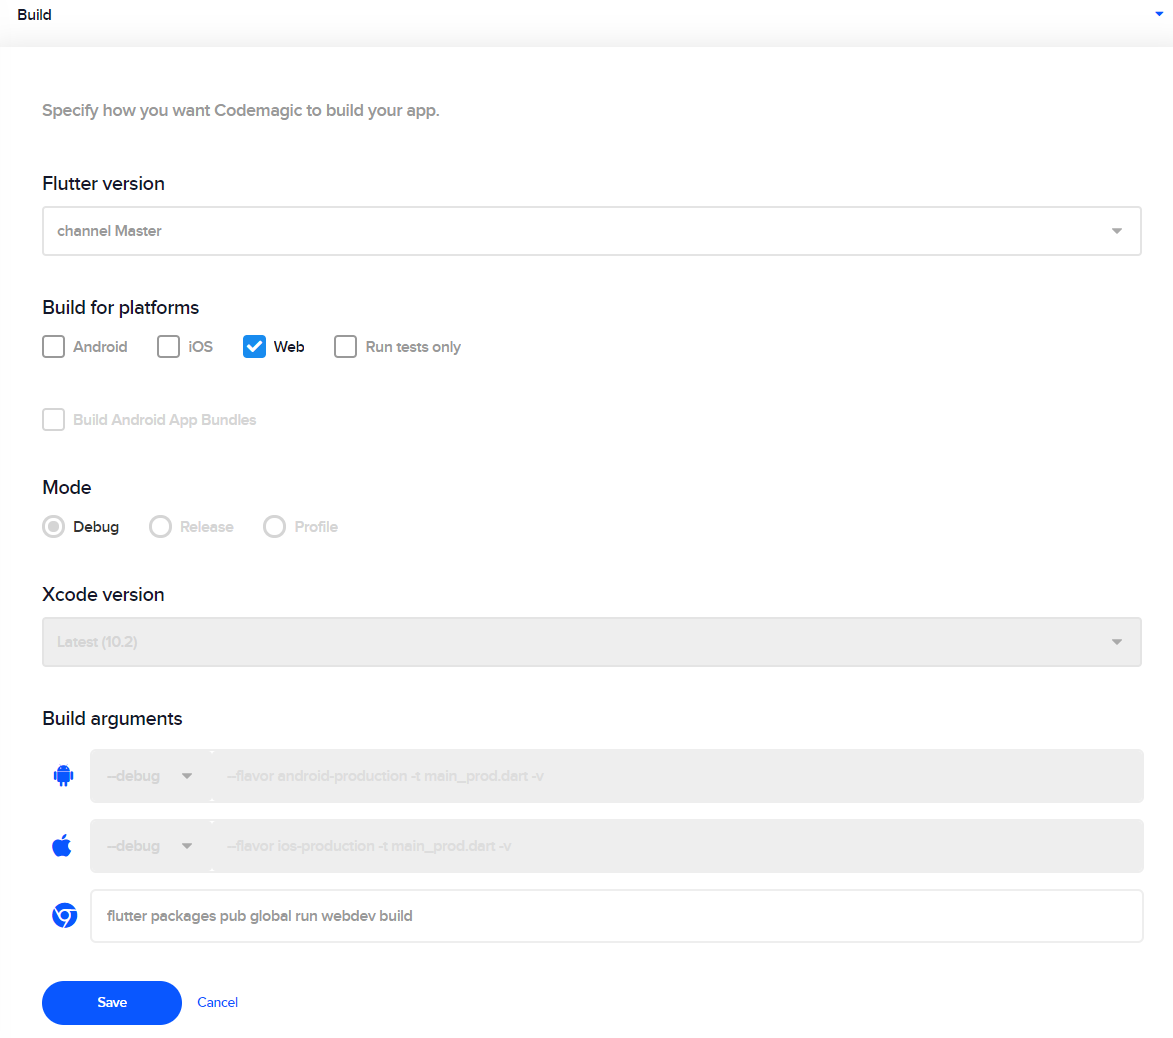 Build
Specify how you want Codemagic to build your app.
Flutter version
channel Master
Build for platforms
Android iOS Web Run tests only
Build Android App Bundles
Mode
Debug Release Profile
Xcode version
Latest (10.2)
Build arguments
--debug --flavor android-production -t main_prod.dart -v
--debug --flavor ios-production -t main_prod.dart -v
flutter packages pub global run webdev build
Save Cancel